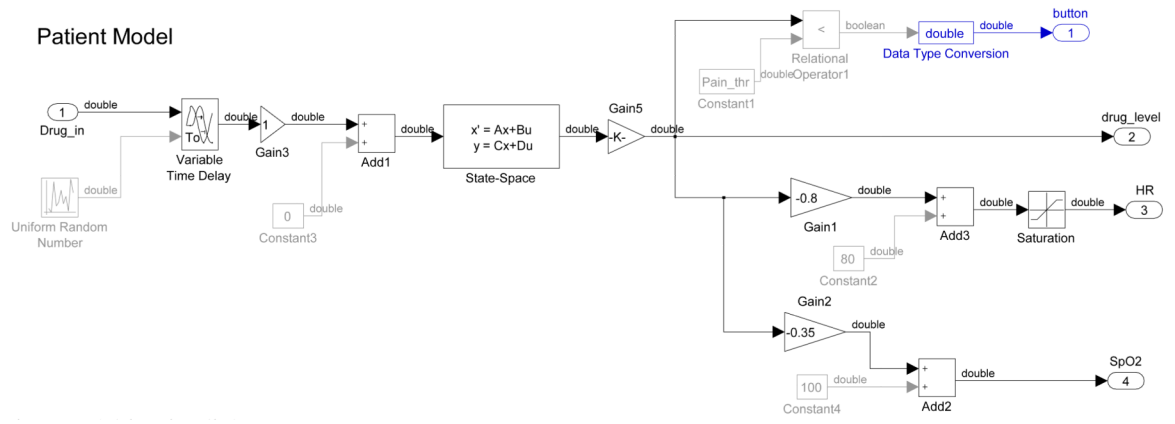 Patient Model
button
1
double
double
Data Type Conversion
boolean
<
Relational
Operator1
double
Pain_thr
Constant1
1
Drug_in
double
To
Variable
Time Delay
double
1
Gain3
double
+
+
Add1
double
x' = Ax+Bu
y = Cx+Du
State-Space
double
Gain5
-K-
double
drug_level
2
double
Uniform Random
Number
0
double
Constant3
-0.8
Gain1
double
+
+
Add3
double
Saturation
double
HR
3
80
double
Constant2
Gain2
-0.35
double
+
+
Add2
double
SpO2
4
100
double
Constant4